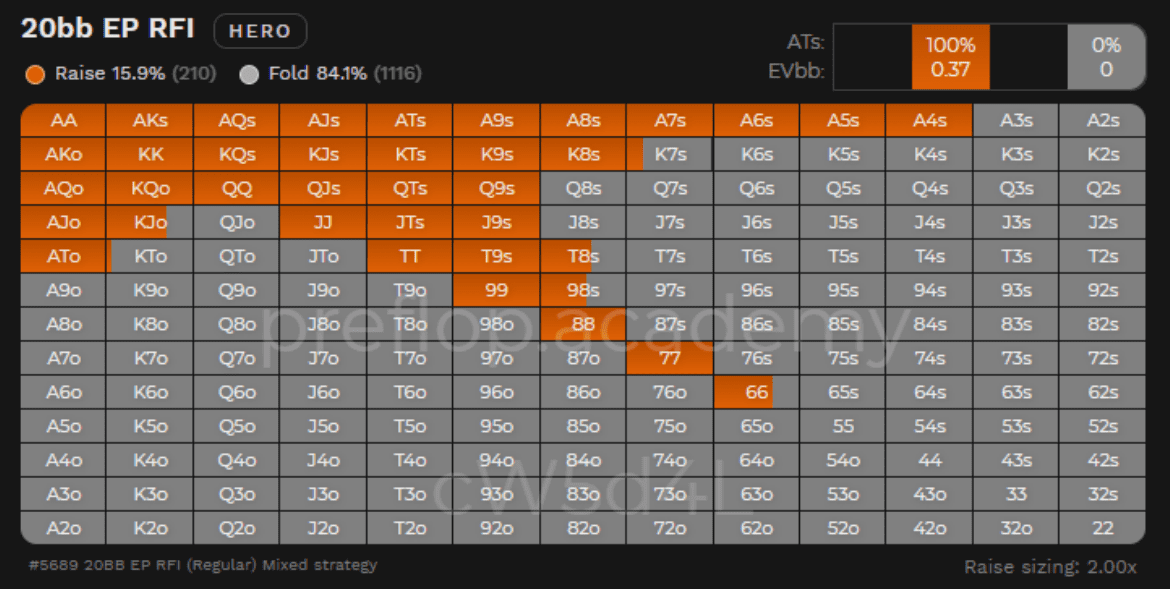 20bb EP RFI HERO
ATs: 100% 0%
EVbb: 0.37 0
Raise 15.9% (210) Fold 84.1% (1116)
AA AKs AQs AJs ATs A9s A8s A7s A6s A5s A4s A3s A2s
AKo KK KQs KJs KTs K9s K8s K7s K6s K5s K4s K3s K2s
AQo KQo QQ QJs QTs Q9s Q8s Q7s Q6s Q5s Q4s Q3s Q2s
AJo KJo QJo JJ JTs J9s J8s J7s J6s J5s J4s J3s J2s
ATo KTo QTo JTo TT T9s T8s T7s T6s T5s T4s T3s T2s
A9o K9o Q9o J9o T9o 99 98s 97s 96s 95s 94s 93s 92s
A8o K8o Q8o J8o T8o 98o 88 87s 86s 85s 84s 83s 82s
preflop.academy
A7o K7o Q7o J7o T7o 97o 87o 77 76s 75s 74s 73s 72s
A6o K6o Q6o J6o T6o 96o 86o 76o 66 65s 64s 63s 62s
A5o K5o Q5o J5o T5o 95o 85o 75o 65o 55 54s 53s 52s
A4o K4o Q4o J4o T4o 94o 84o 74o 64o 54o 44 43s 42s
cW5d4L
A3o K3o Q3o J3o T3o 93o 83o 73o 63o 53o 43o 33 32s
A2o K2o Q2o J2o T2o 92o 82o 72o 62o 52o 42o 32o 22
#5689 20BB EP RFI (Regular) Mixed strategy Raise sizing: 2.00x